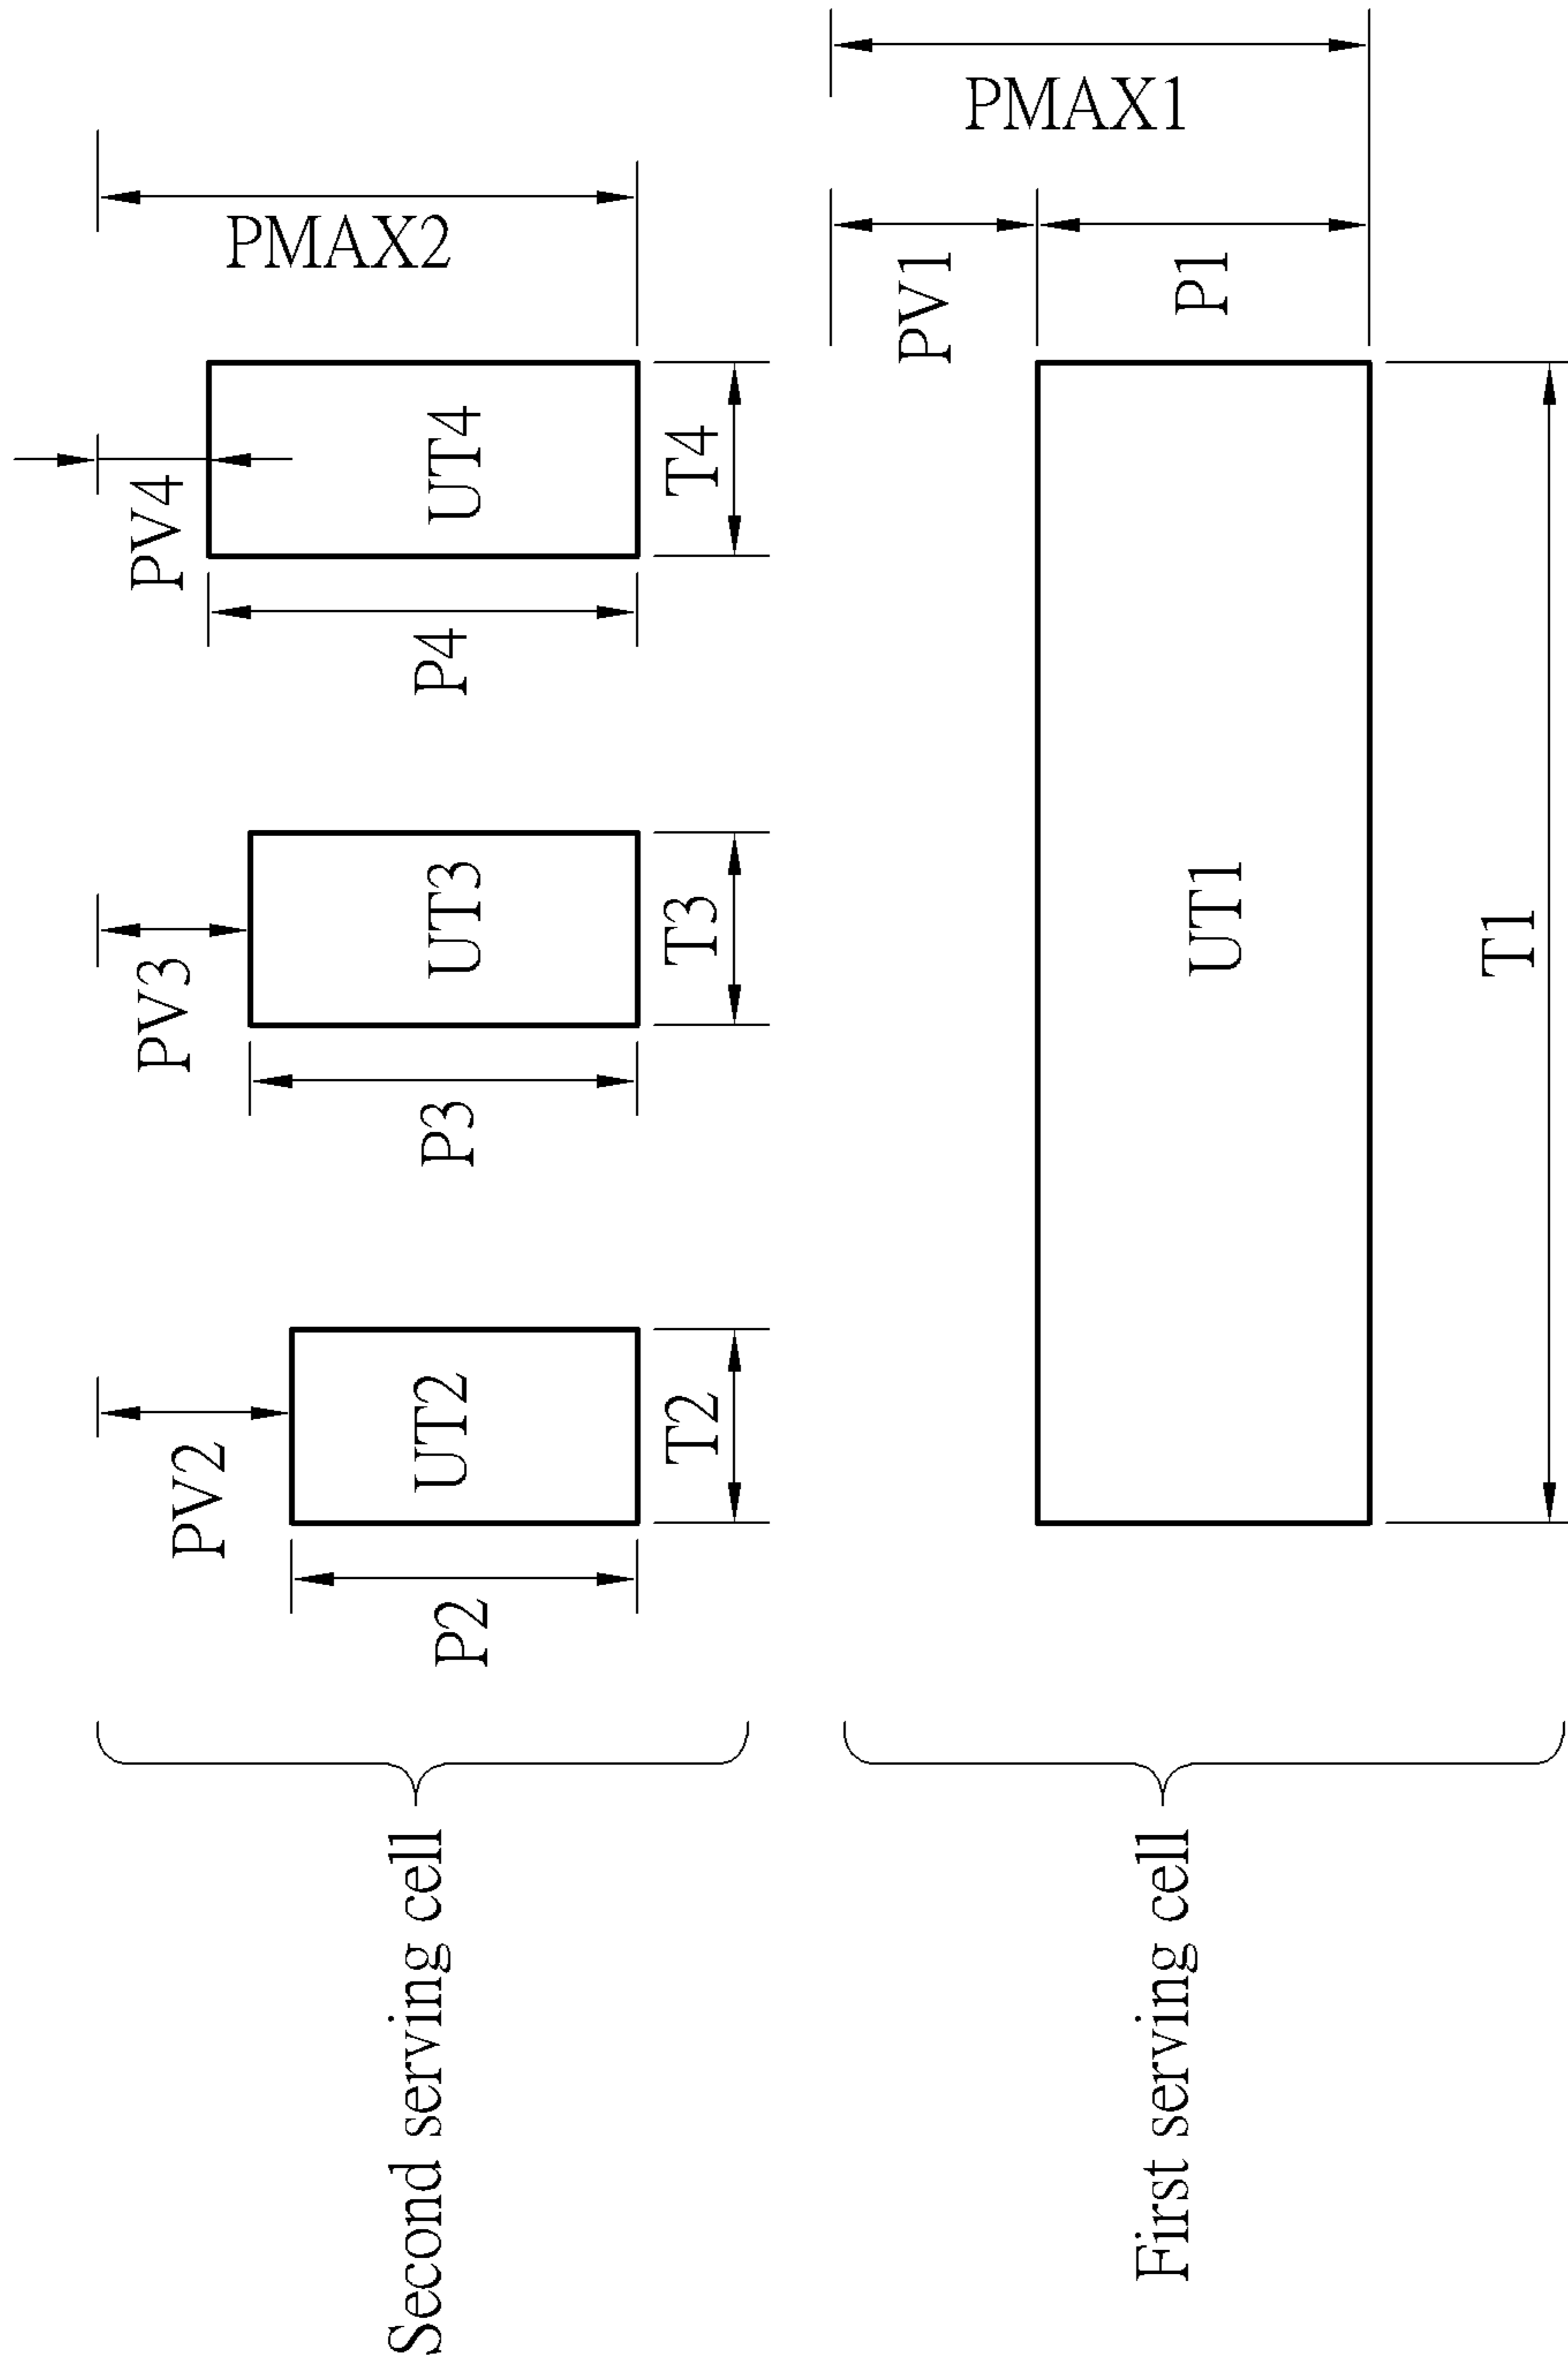 Second serving cell
PV2
P2
UT2
T2
PV3
P3
UT3
T3
PV4
P4
UT4
T4
PMAX2
First serving cell
UT1
T1
PV1
P1
PMAX1